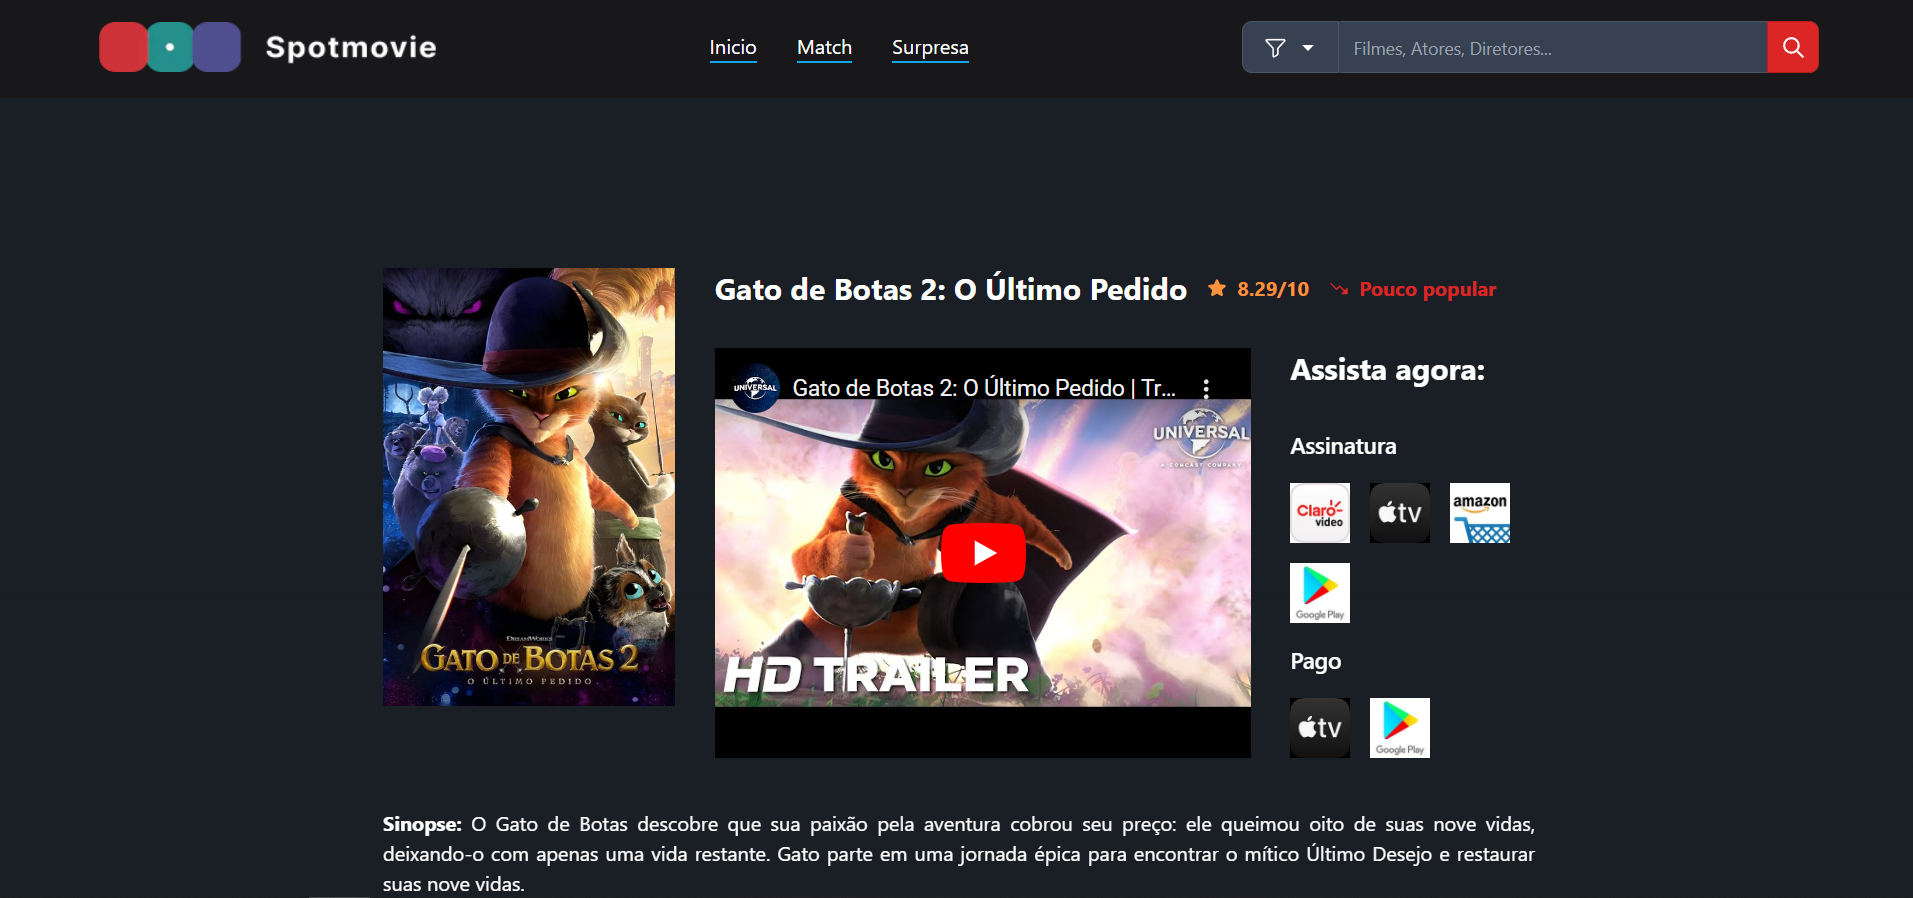 Spotmovie
Inicio Match Surpresa
Filmes, Atores, Diretores...
Gato de Botas 2: O Último Pedido 8.29/10 Pouco popular
DREAMWORKS
GATO DE BOTAS 2
O ÚLTIMO PEDIDO
UNIVERSAL
Gato de Botas 2: O Último Pedido | Tr...
UNIVERSAL
A COMCAST COMPANY
HD TRAILER
Assista agora:
Assinatura
Claro video
tv
amazon
Google Play
Pago
tv
Google Play
Sinopse: O Gato de Botas descobre que sua paixão pela aventura cobrou seu preço: ele queimou oito de suas nove vidas,
deixando-o com apenas uma vida restante. Gato parte em uma jornada épica para encontrar o mítico Último Desejo e restaurar
suas nove vidas.